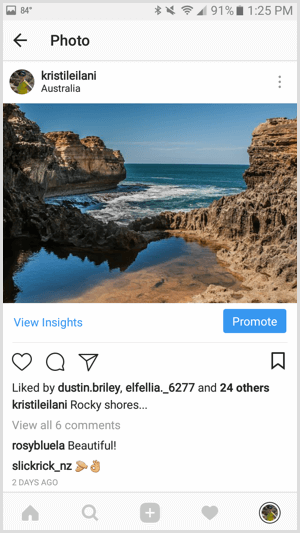 84° 91% 1:25 PM
Photo
kristileilani
Australia
View Insights Promote
Liked by dustin.briley, elfellia._6277 and 24 others
kristileilani Rocky shores...
View all 6 comments
rosybluela Beautiful!
slickrick_nz
2 DAYS AGO